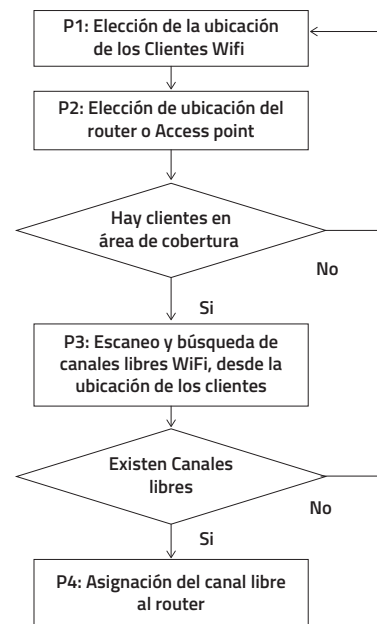 P1: Elección de la ubicación
de los Clientes Wifi
P2: Elección de ubicación del
router o Access point
Hay clientes en
área de cobertura
No
Si
P3: Escaneo y búsqueda de
canales libres WiFi, desde la
ubicación de los clientes
Existen Canales
libres
No
Si
P4: Asignación del canal libre
al router